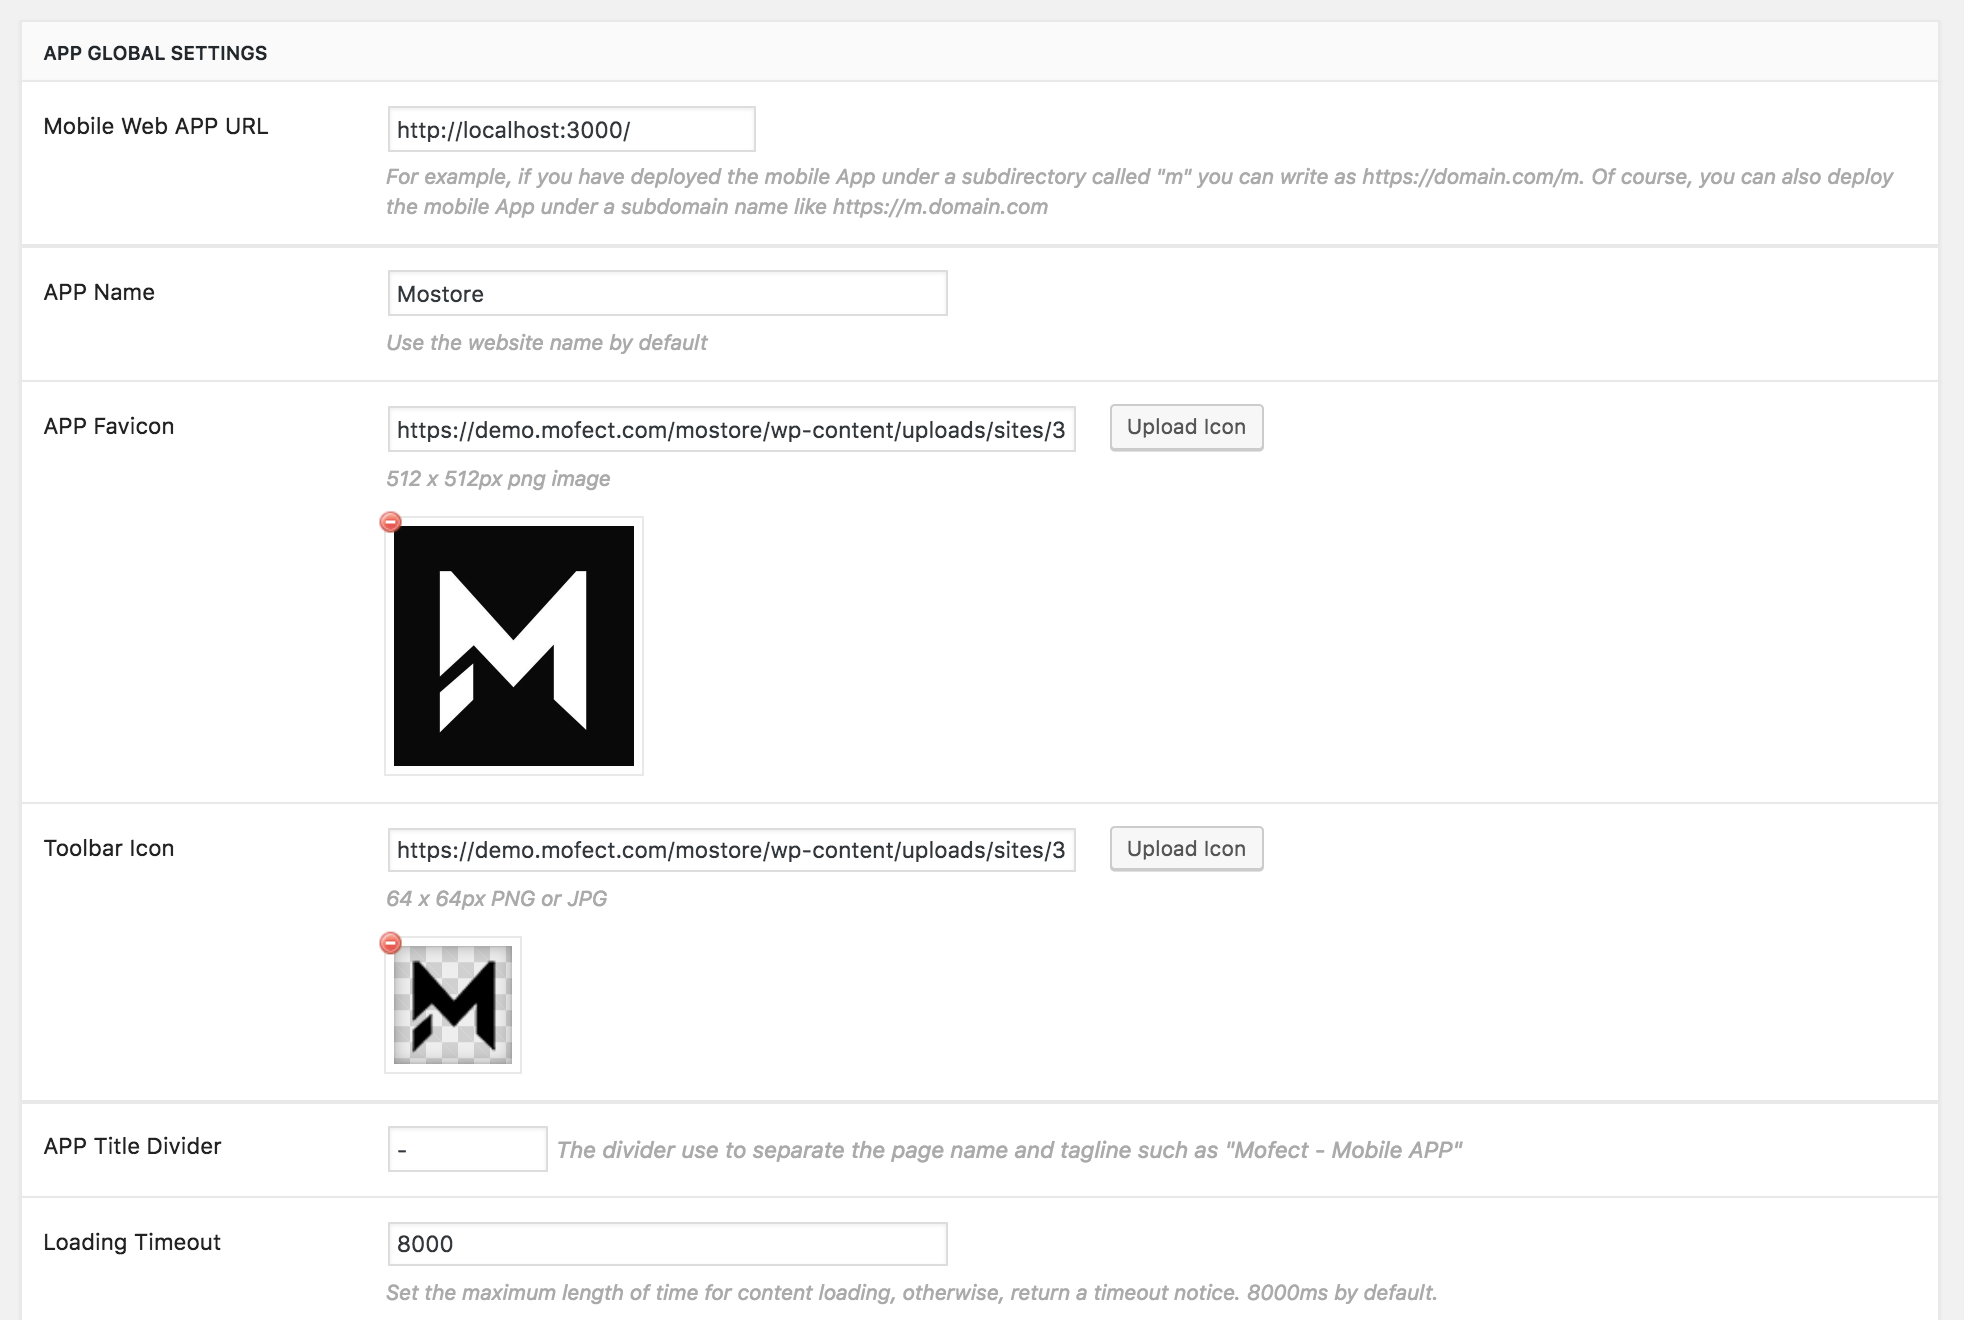 APP GLOBAL SETTINGS
Mobile Web APP URL
http://localhost:3000/
For example, if you have deployed the mobile App under a subdirectory called "m" you can write as https://domain.com/m. Of course, you can also deploy
the mobile App under a subdomain name like https://m.domain.com
APP Name
Mostore
Use the website name by default
APP Favicon
https://demo.mofect.com/mostore/wp-content/uploads/sites/3
Upload Icon
512 x 512px png image
Toolbar Icon
https://demo.mofect.com/mostore/wp-content/uploads/sites/3
Upload Icon
64 x 64px PNG or JPG
APP Title Divider
-
The divider use to separate the page name and tagline such as "Mofect - Mobile APP"
Loading Timeout
8000
Set the maximum length of time for content loading, otherwise, return a timeout notice. 8000ms by default.